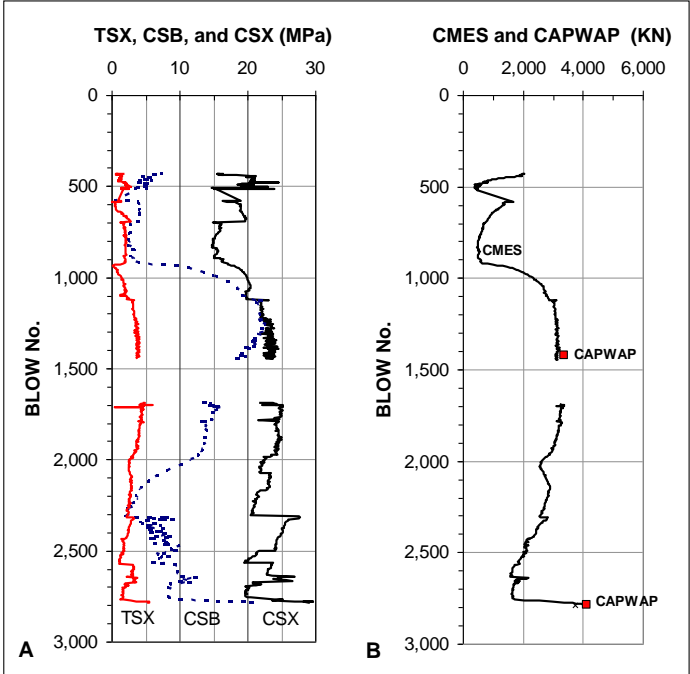 TSX, CSB, and CSX (MPa)
0 10 20 30
0
500
1,000
1,500
2,000
2,500
3,000
BLOW No.
TSX CSB CSX
A
CMES and CAPWAP (KN)
0 2,000 4,000 6,000
0
500
1,000
1,500
2,000
2,500
3,000
BLOW No.
CMES
CAPWAP
CAPWAP
B